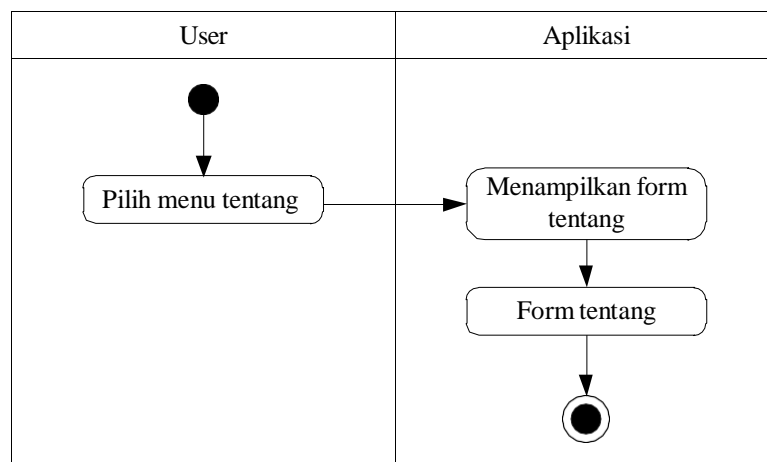 User
Aplikasi
Pilih menu tentang
Menampilkan form
tentang
Form tentang